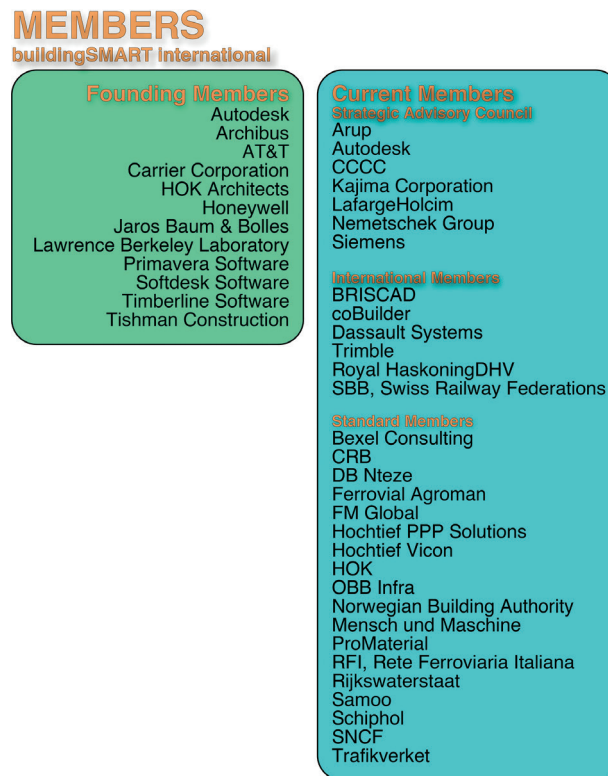 MEMBERS
buildingSMART international
Founding Members
Autodesk
Archibus
AT&T
Carrier Corporation
HOK Architects
Honeywell
Jaros Baum & Bolles
Lawrence Berkeley Laboratory
Primavera Software
Softdesk Software
Timberline Software
Tishman Construction
Current Members
Strategic Advisory Council
Arup
Autodesk
CCCC
Kajima Corporation
LafargeHolcim
Nemetschek Group
Siemens
International Members
BRISCAD
coBuilder
Dassault Systems
Trimble
Royal HaskoningDHV
SBB, Swiss Railway Federations
Standard Members
Bexel Consulting
CRB
DB Nteze
Ferrovial Agroman
FM Global
Hochtief PPP Solutions
Hochtief Vicon
HOK
OBB Infra
Norwegian Building Authority
Mensch und Maschine
ProMaterial
RFI, Rete Ferroviaria Italiana
Rijkswaterstaat
Samoo
Schiphol
SNCF
Trafikverket